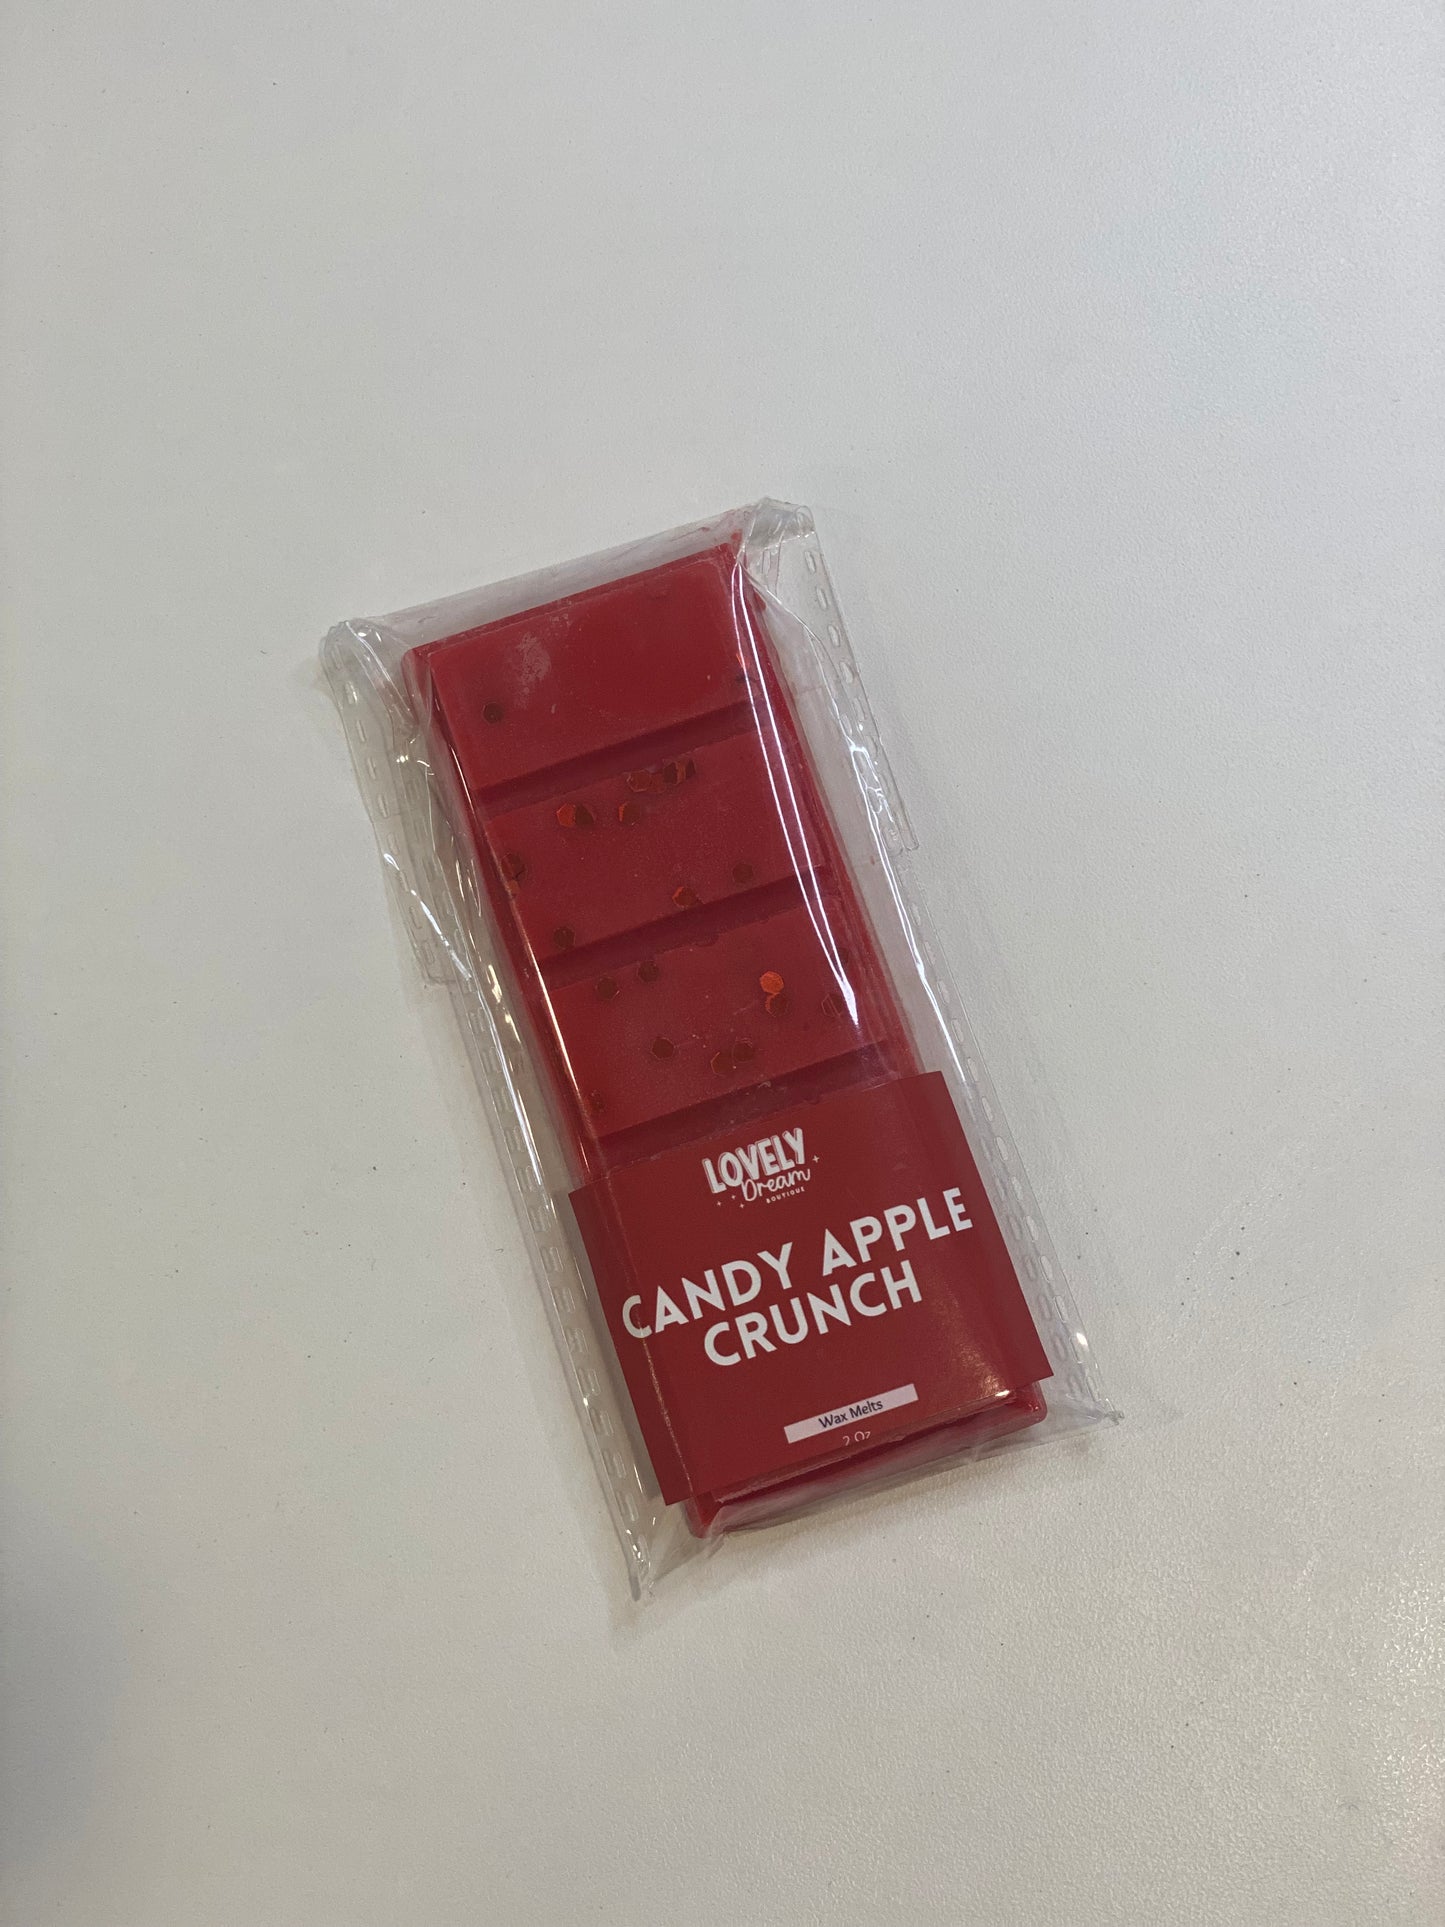 LOVELY
Dream
BOUTIQUE
CANDY APPLE
CRUNCH
Wax Melts
2 Oz